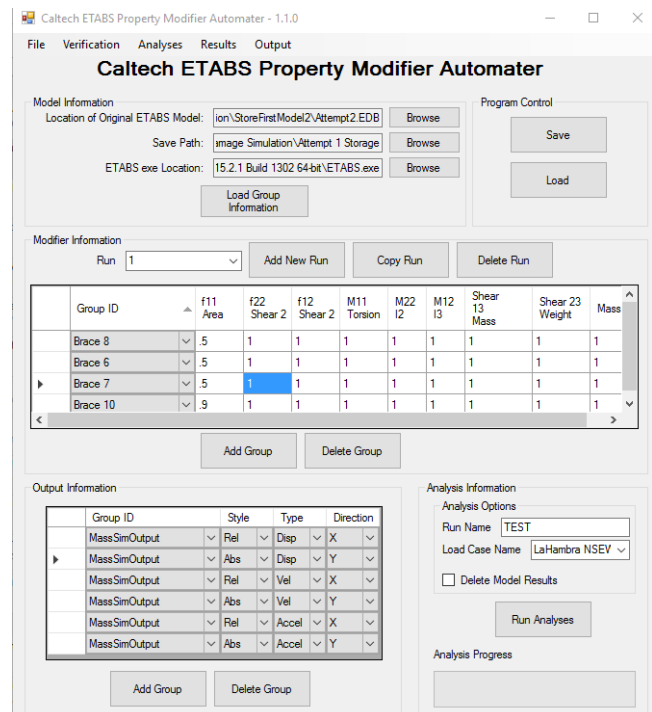 Caltech ETABS Property Modifier Automater - 1.1.0
File Verification Analyses Results Output
Caltech ETABS Property Modifier Automater
Model Information
Location of Original ETABS Model: ion\StoreFirstModel2\Attempt2.EDB Browse
Save Path: image Simulation\Attempt 1 Storage Browse
ETABS exe Location: 15.2.1 Build 1302 64-bit\ETABS.exe Browse
Load Group
Information
Program Control
Save
Load
Modifier Information
Run 1 Add New Run Copy Run Delete Run
Group ID f11 Area f22 Shear 2 f12 Shear 2 M11 Torsion M22 I2 M12 I3 Shear 13 Mass Shear 23 Weight Mass
Brace 8 .5 1 1 1 1 1 1 1 1
Brace 6 .5 1 1 1 1 1 1 1 1
Brace 7 .5 1 1 1 1 1 1 1 1
Brace 10 .9 1 1 1 1 1 1 1 1
Add Group Delete Group
Output Information
Group ID Style Type Direction
MassSimOutput Rel Disp X
MassSimOutput Abs Disp Y
MassSimOutput Rel Vel X
MassSimOutput Abs Vel Y
MassSimOutput Rel Accel X
MassSimOutput Abs Accel Y
Add Group Delete Group
Analysis Information
Analysis Options
Run Name TEST
Load Case Name LaHambra NSEV
Delete Model Results
Run Analyses
Analysis Progress